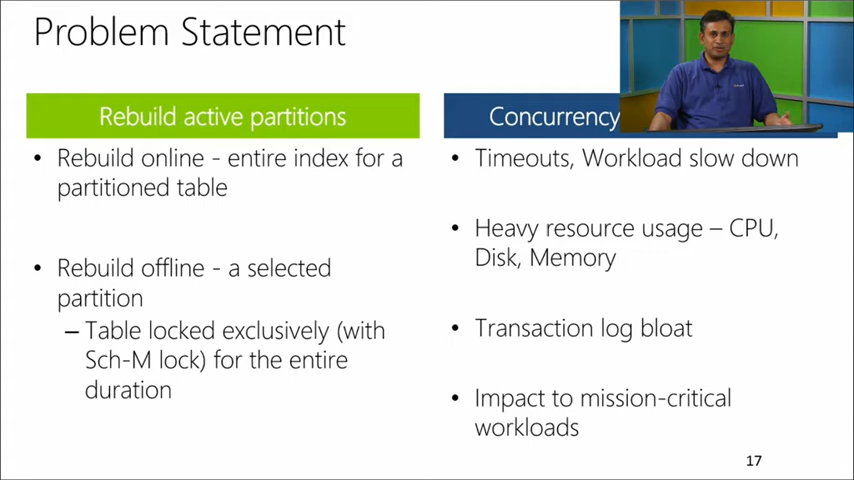 Problem Statement
Rebuild active partitions
• Rebuild online - entire index for a
partitioned table
• Rebuild offline - a selected
partition
– Table locked exclusively (with
Sch-M lock) for the entire
duration
Concurrency
• Timeouts, Workload slow down
• Heavy resource usage – CPU,
Disk, Memory
• Transaction log bloat
• Impact to mission-critical
workloads
17